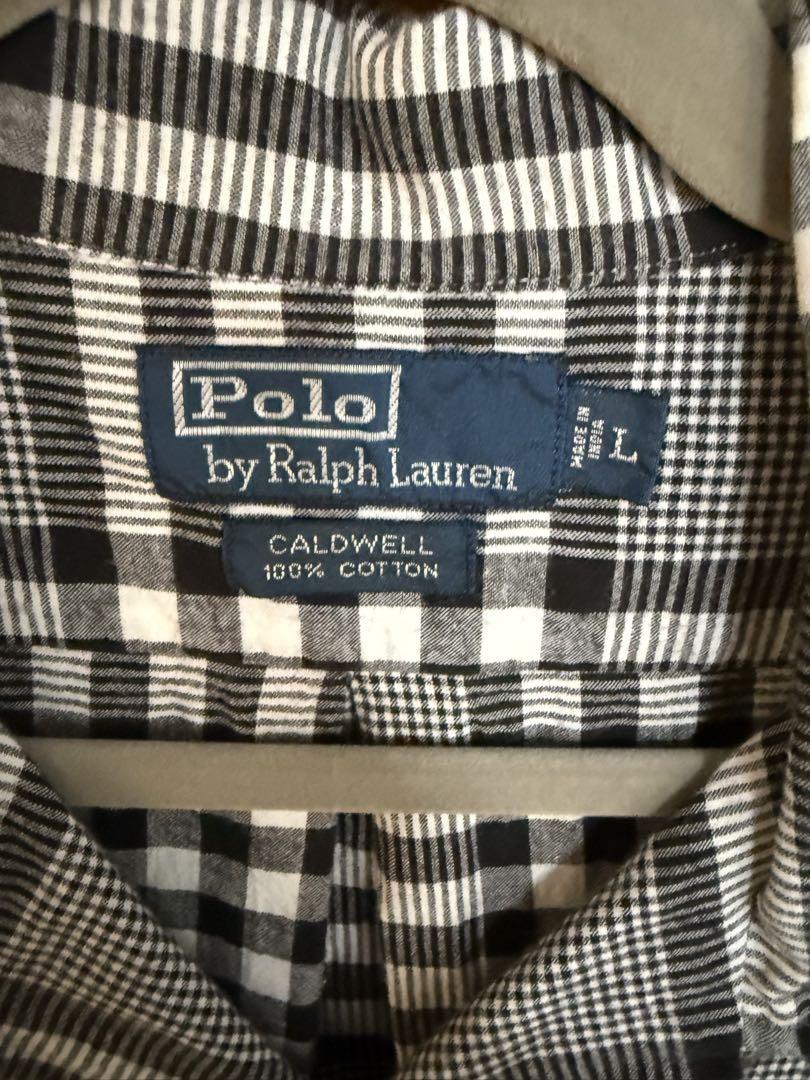 Polo
by Ralph Lauren
MADE IN
INDIA
L
CALDWELL
100% COTTON